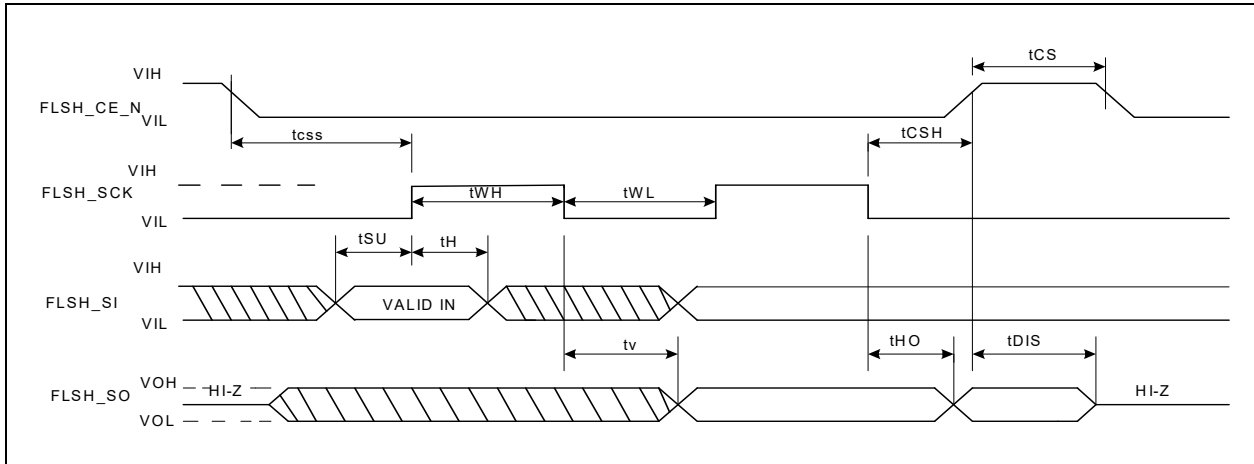 tCS
VIH
FLSH_CE_N
VIL
tcss
tCSH
VIH
FLSH_SCK
tWH
tWL
VIL
tSU
tH
VIH
FLSH_SI
VALID IN
VIL
tv
tHO
tDIS
VOH
FLSH_SO
HI-Z
HI-Z
VOL